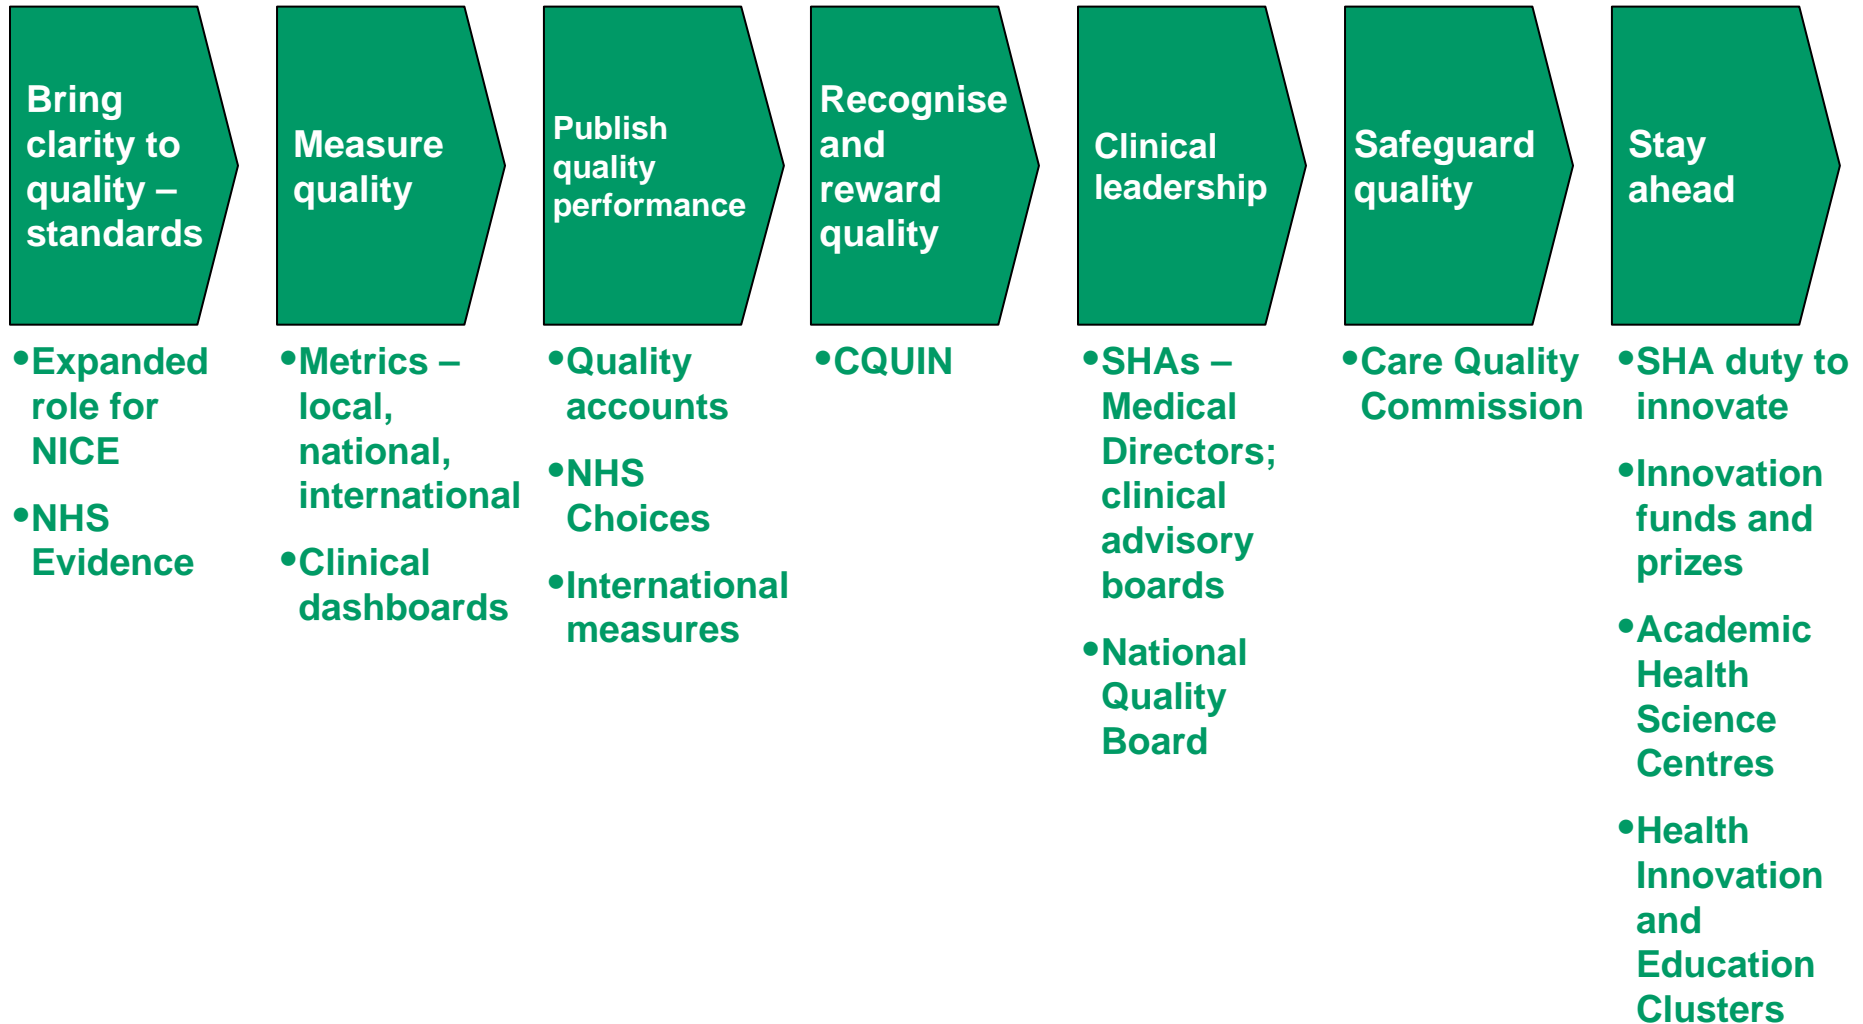 Bring
clarity to
quality –
standards
Measure
quality
Publish
quality
performance
Recognise
and
reward
quality
Clinical
leadership
Safeguard
quality
Stay
ahead
•Expanded
role for
NICE
•NHS
Evidence
•Metrics –
local,
national,
international
•Clinical
dashboards
•Quality
accounts
•NHS
Choices
•International
measures
•CQUIN
•SHAs –
Medical
Directors;
clinical
advisory
boards
•National
Quality
Board
•Care Quality
Commission
•SHA duty to
innovate
•Innovation
funds and
prizes
•Academic
Health
Science
Centres
•Health
Innovation
and
Education
Clusters